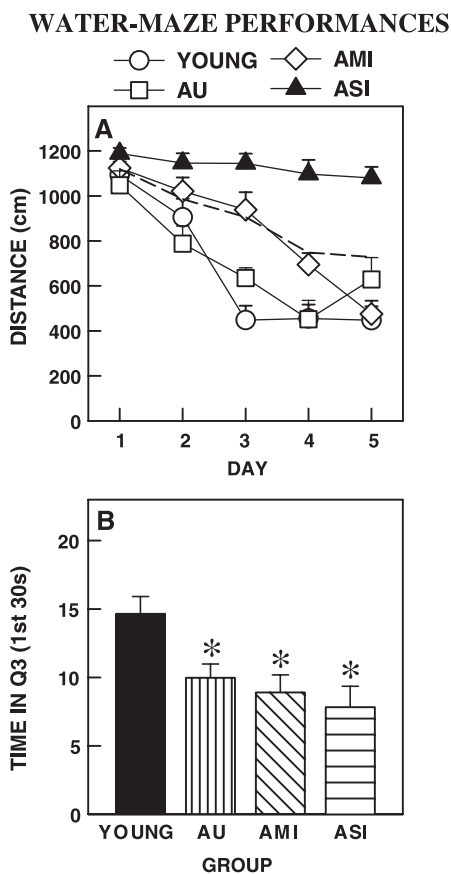 WATER-MAZE PERFORMANCES
YOUNG AMI
AU ASI
A
1200
1000
800
600
400
200
0
DISTANCE (cm)
1 2 3 4 5
DAY
B
20
15
10
5
0
TIME IN Q3 (1st 30s)
* * *
YOUNG AU AMI ASI
GROUP